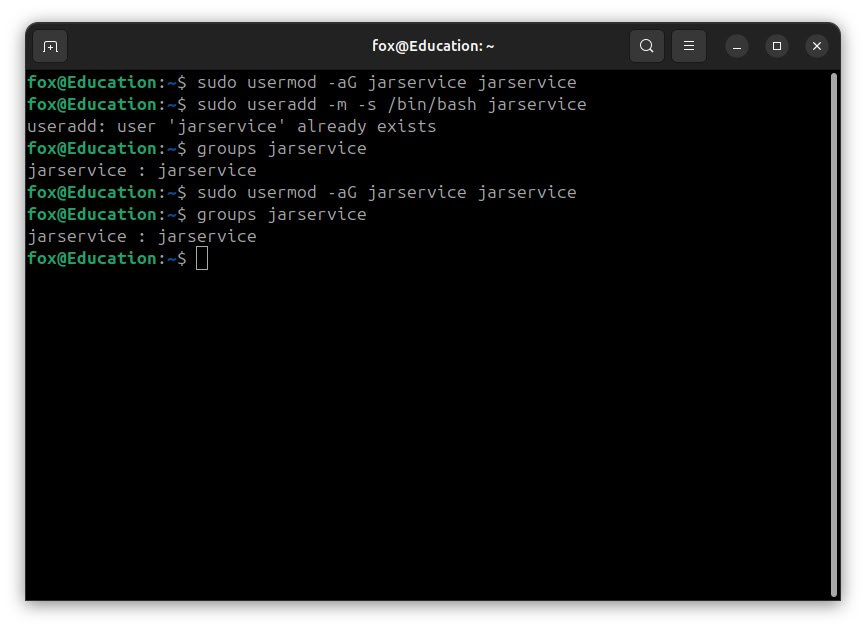 fox@Education: ~
fox@Education:~$ sudo usermod -aG jarservice jarservice
fox@Education:~$ sudo useradd -m -s /bin/bash jarservice
useradd: user 'jarservice' already exists
fox@Education:~$ groups jarservice
jarservice : jarservice
fox@Education:~$ sudo usermod -aG jarservice jarservice
fox@Education:~$ groups jarservice
jarservice : jarservice
fox@Education:~$